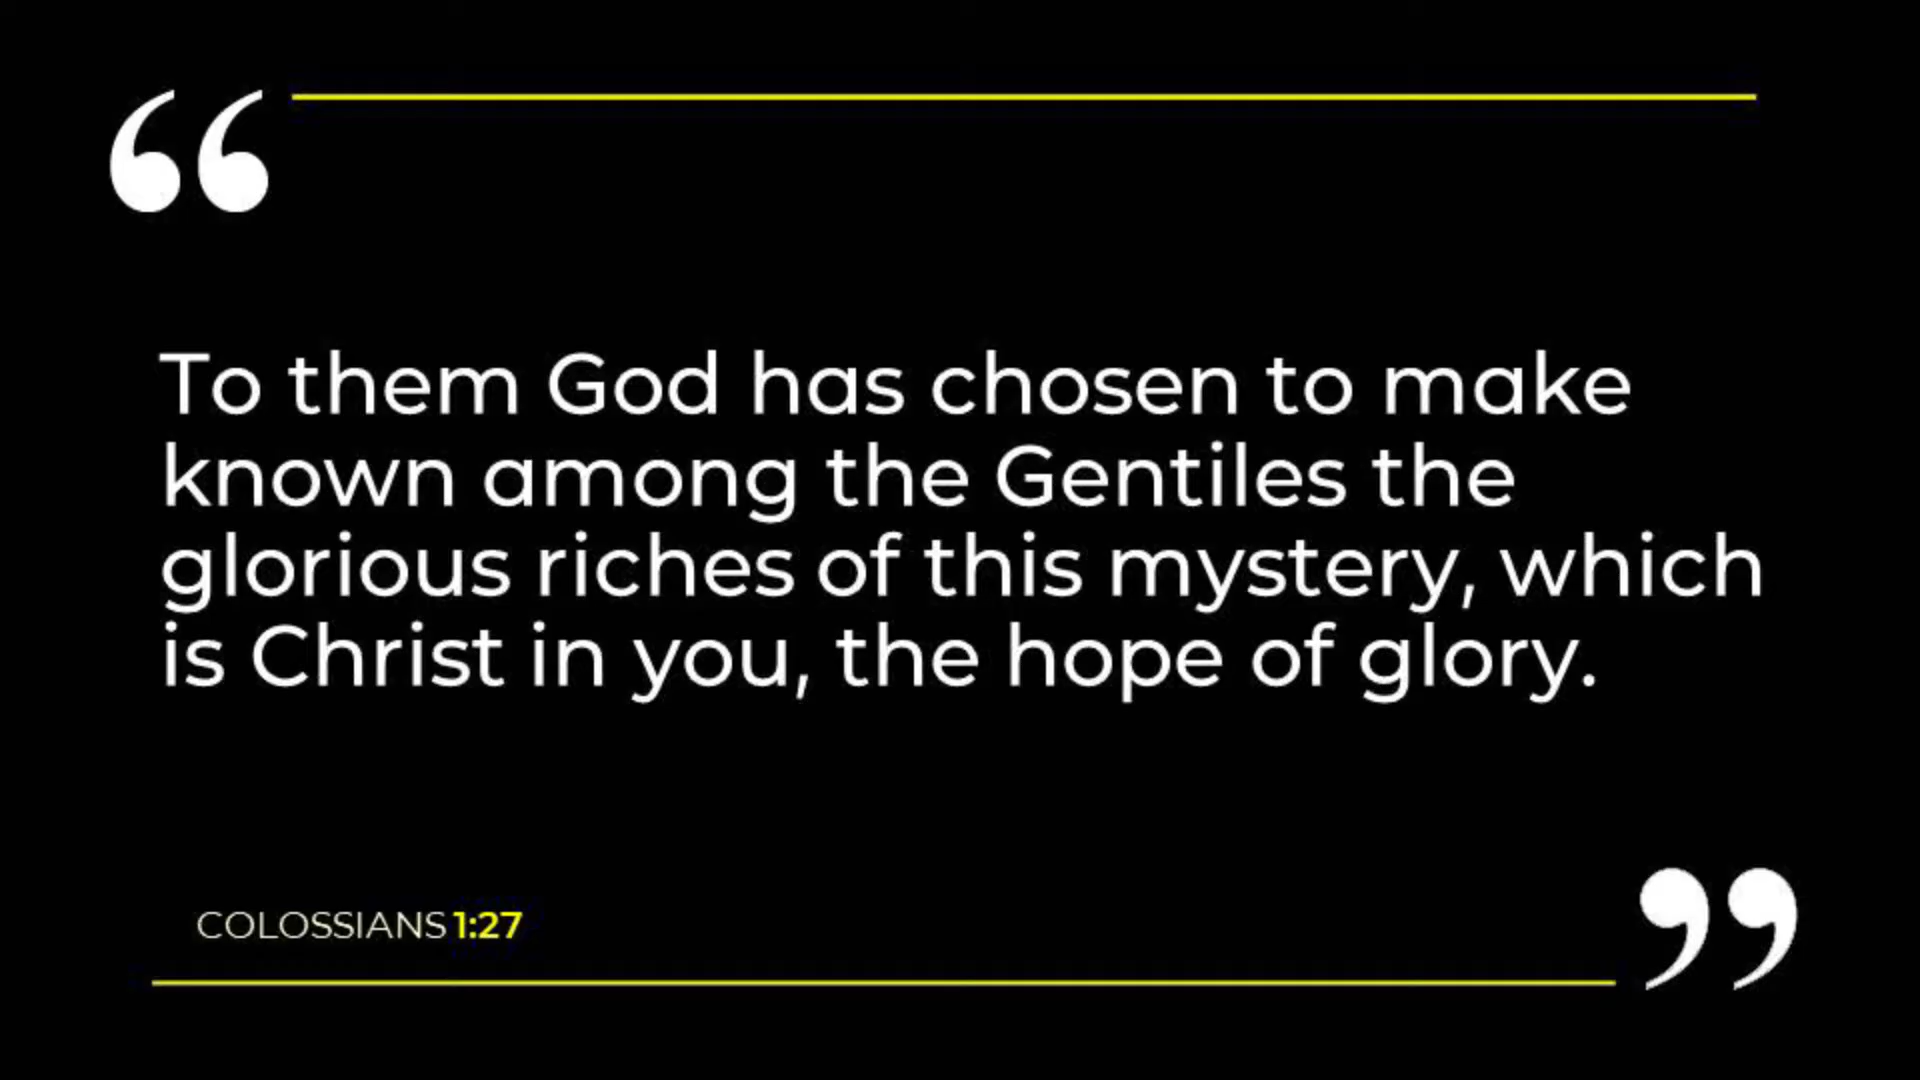 “
To them God has chosen to make
known among the Gentiles the
glorious riches of this mystery, which
is Christ in you, the hope of glory.
COLOSSIANS 1:27
”